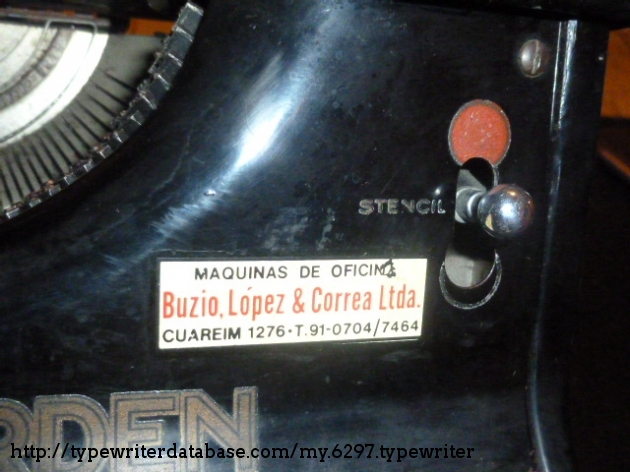 STENCIL
MAQUINAS DE OFICINA
Buzio, López & Correa Ltda.
CUAREIM 1276 · T.91-0704/7464
RDEN
http://typewriterdatabase.com/my.6297.typewriter